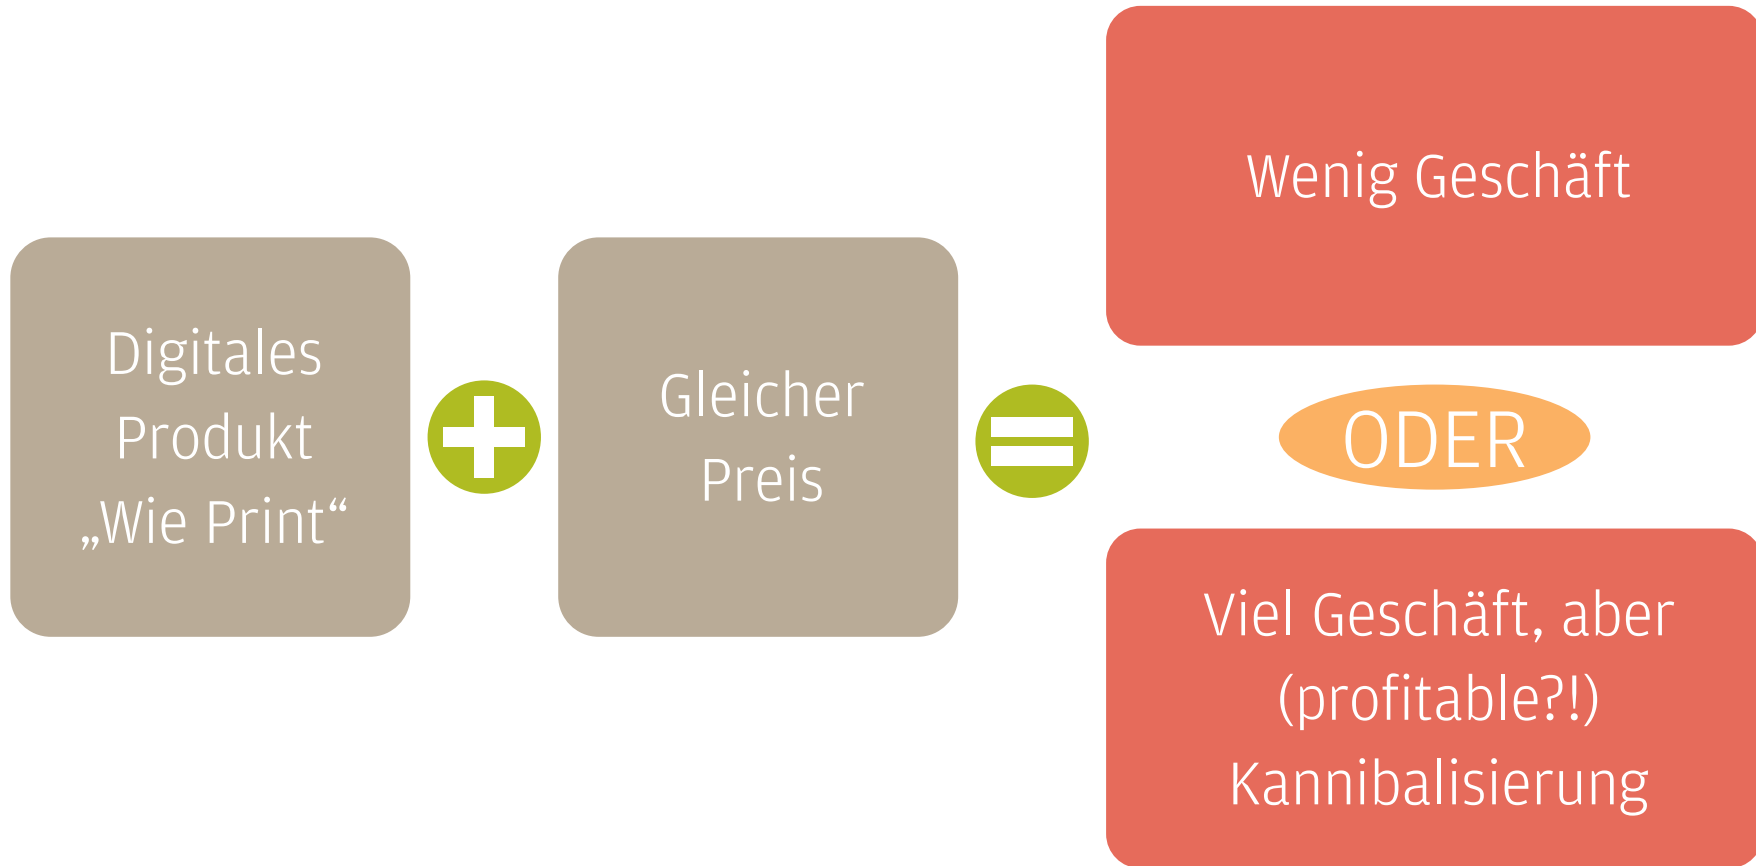 Digitales
Produkt
„Wie Print“
Gleicher
Preis
Wenig Geschäft
ODER
Viel Geschäft, aber
(profitable?!)
Kannibalisierung